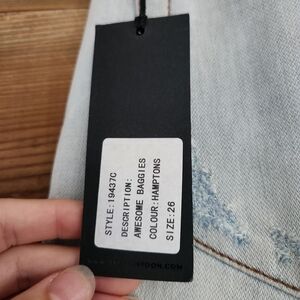 STYLE:19437C
DESCRIPTION:
AWESOME BAGGIES
COLOUR:HAMPTONS
SIZE:26